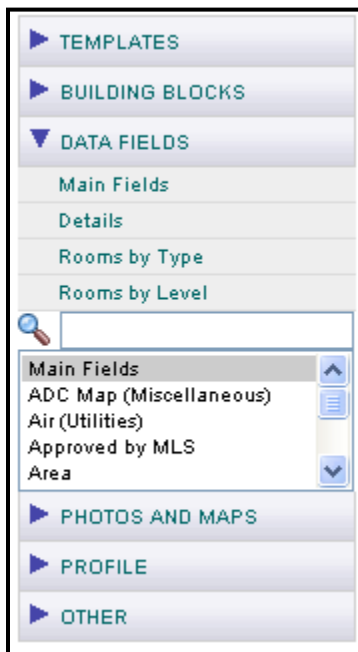 TEMPLATES
BUILDING BLOCKS
DATA FIELDS
Main Fields
Details
Rooms by Type
Rooms by Level
Main Fields
ADC Map (Miscellaneous)
Air (Utilities)
Approved by MLS
Area
PHOTOS AND MAPS
PROFILE
OTHER